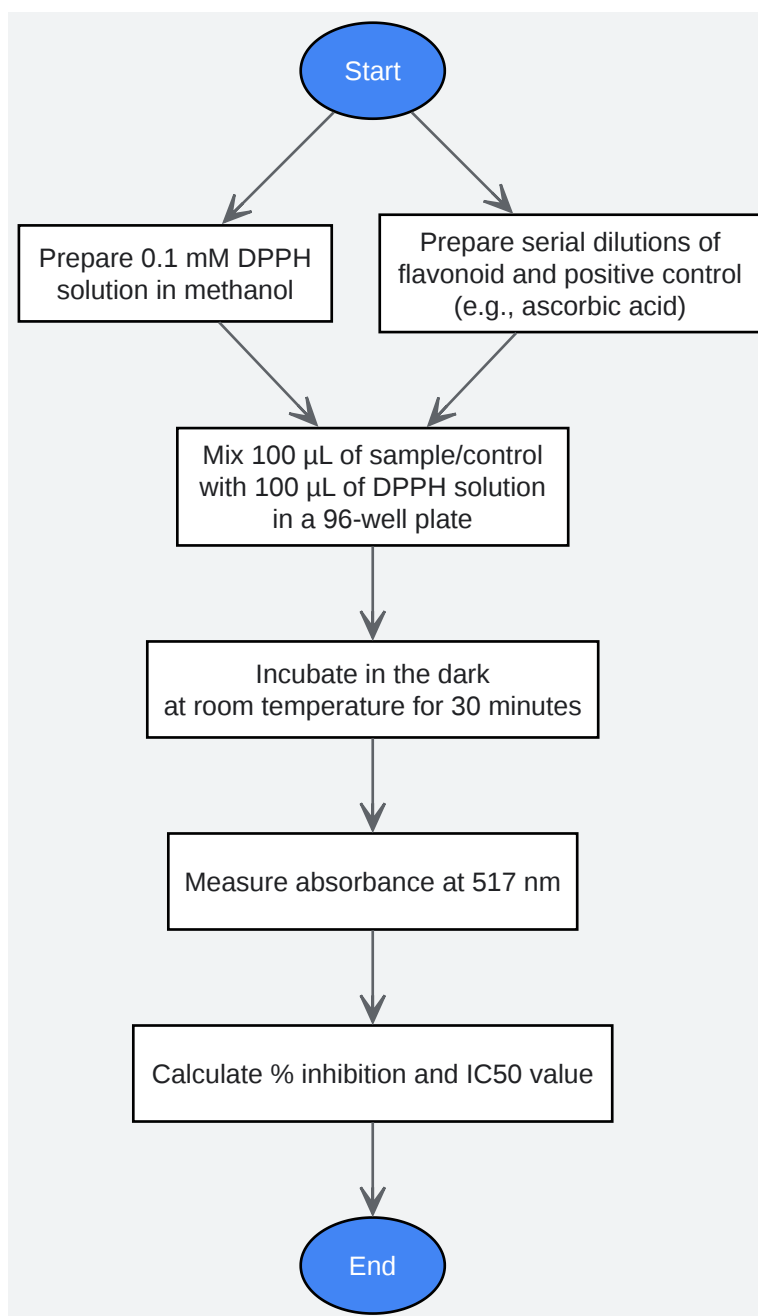 Start
Prepare 0.1 mM DPPH
solution in methanol
Prepare serial dilutions of
flavonoid and positive control
(e.g., ascorbic acid)
Mix 100 µL of sample/control
with 100 µL of DPPH solution
in a 96-well plate
Incubate in the dark
at room temperature for 30 minutes
Measure absorbance at 517 nm
Calculate % inhibition and IC50 value
End